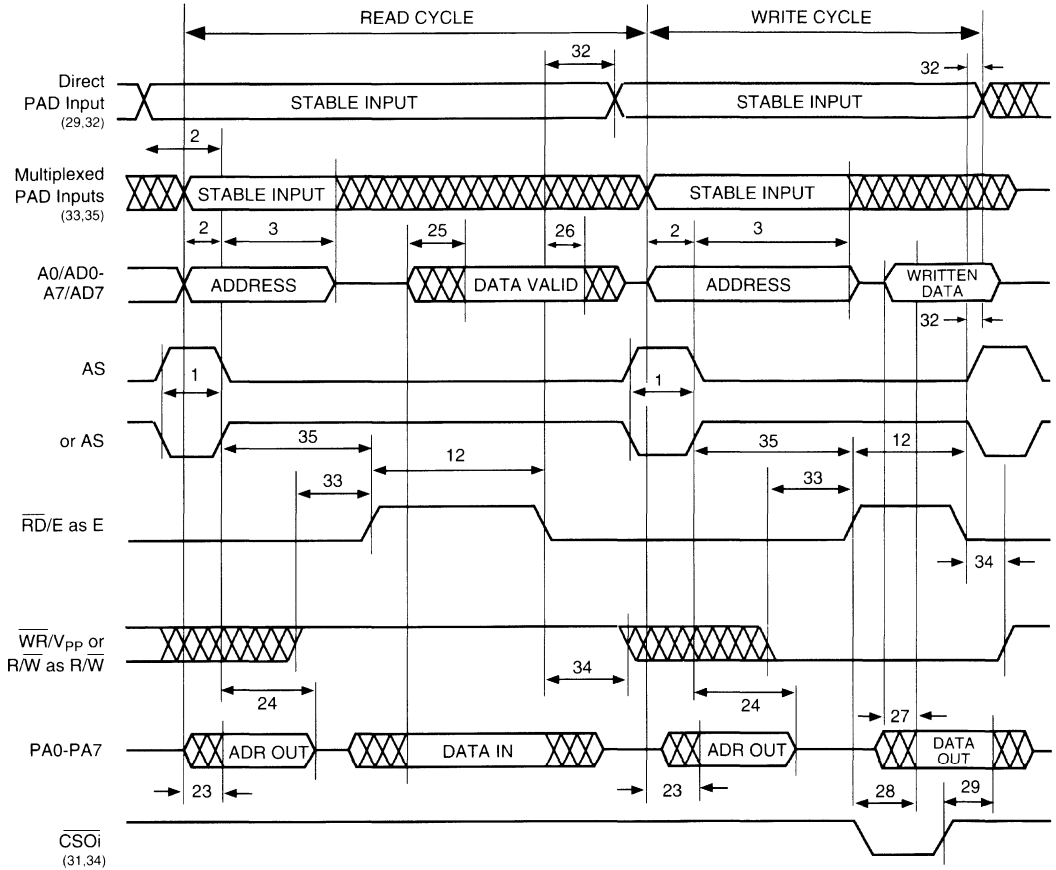 READ CYCLE WRITE CYCLE
32
32
Direct
PAD Input
(29,32)
STABLE INPUT STABLE INPUT
2
Multiplexed
PAD Inputs
(33,35)
STABLE INPUT STABLE INPUT
2 3 25 26 2 3
A0/AD0-
A7/AD7
ADDRESS DATA VALID ADDRESS WRITTEN
DATA
32
AS
1 1
or AS
35 12 35 12
33 33
RD/E as E
34
WR/VPP or
R/W as R/W
34
24 24
27
PA0-PA7
ADR OUT DATA IN ADR OUT DATA
OUT
23 23 28 29
CSOi
(31,34)